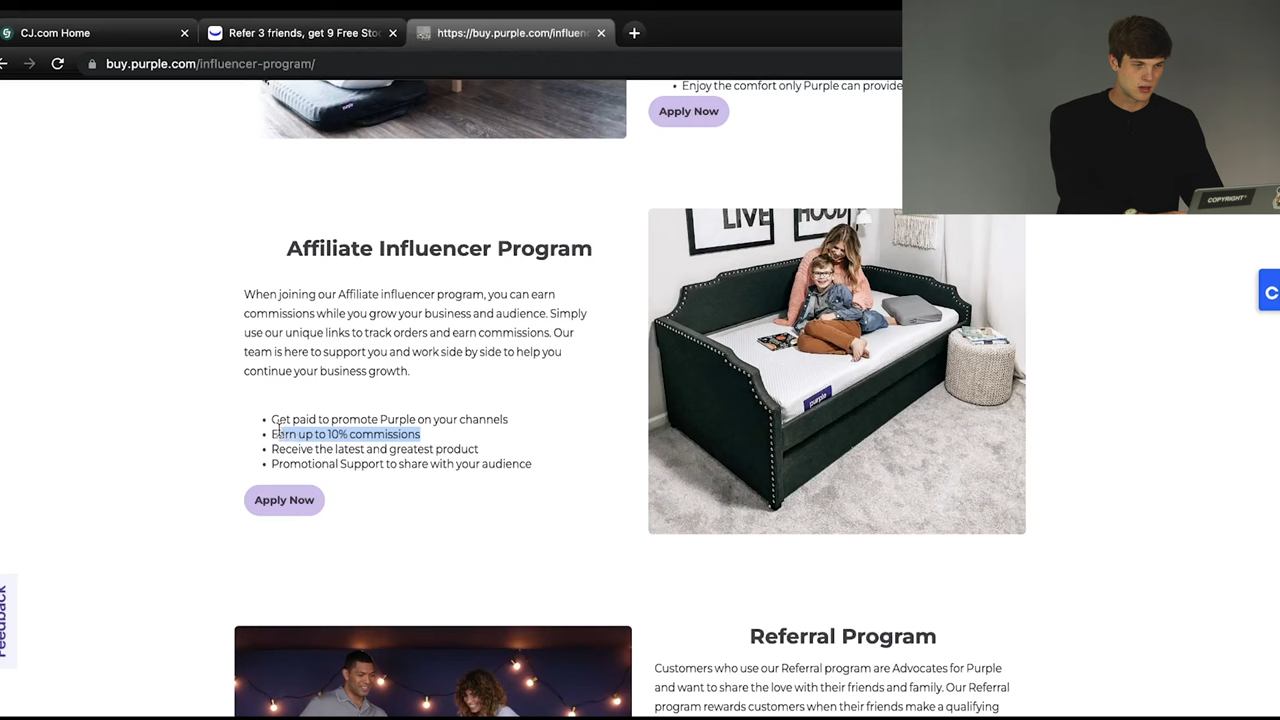 CJ.com Home
Refer 3 friends, get 9 Free Sto
https://buy.purple.com/influen
buy.purple.com/influencer-program/
• Enjoy the comfort only Purple can provide
Apply Now
COPYRIGHT
LIVE
HOOD
purple
Affiliate Influencer Program
When joining our Affiliate influencer program, you can earn
commissions while you grow your business and audience. Simply
use our unique links to track orders and earn commissions. Our
team is here to support you and work side by side to help you
continue your business growth.
• Get paid to promote Purple on your channels
• Earn up to 10% commissions
• Receive the latest and greatest product
• Promotional Support to share with your audience
Apply Now
purple
C
Feedback
Referral Program
Customers who use our Referral program are Advocates for Purple
and want to share the love with their friends and family. Our Referral
program rewards customers when their friends make a qualifying